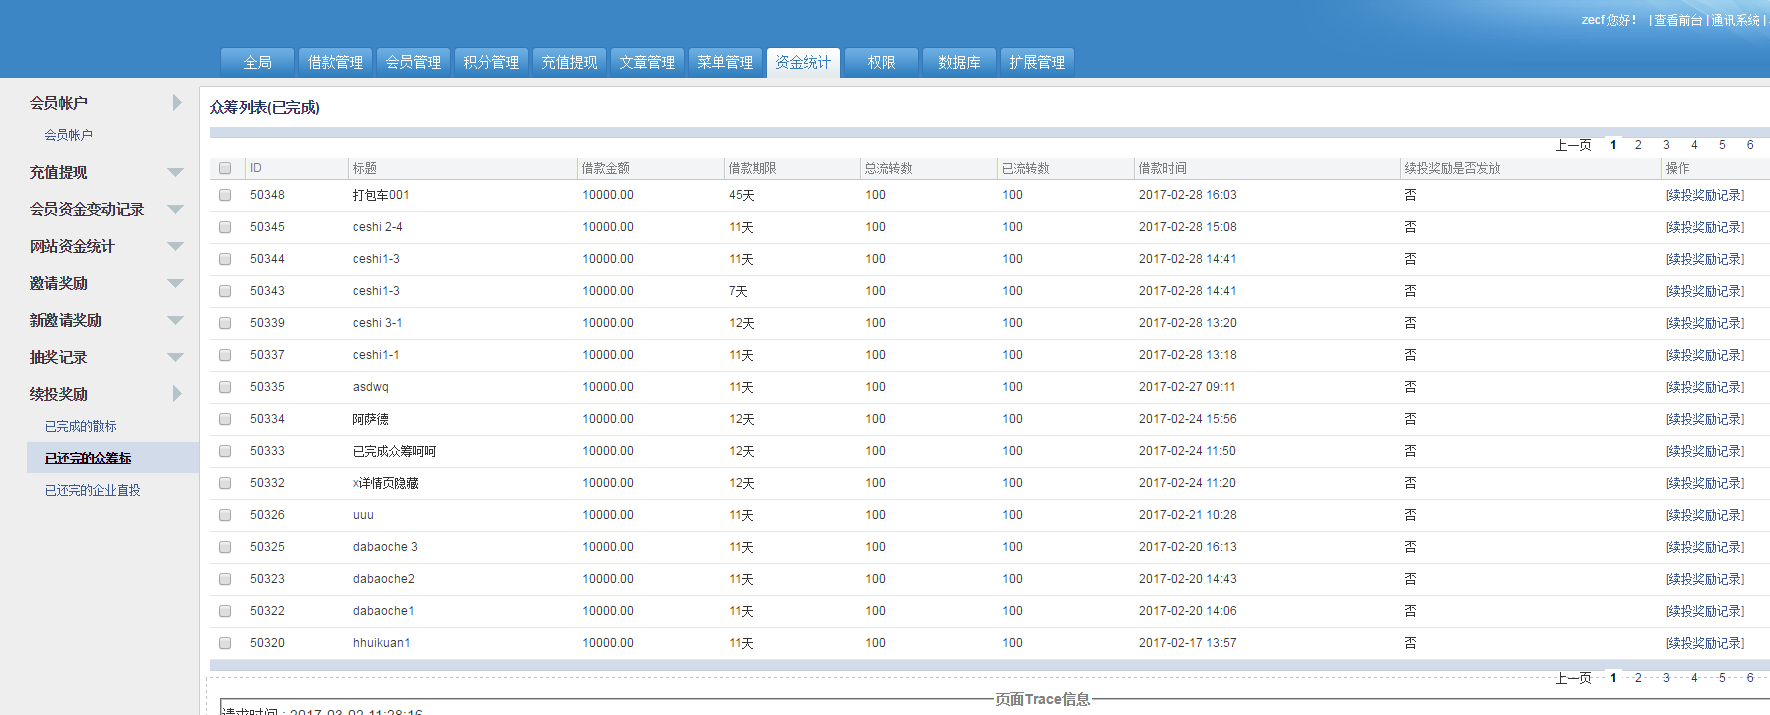 zecf您好！ | 查看前台 | 通讯系统 |
全局 借款管理 会员管理 积分管理 充值提现 文章管理 菜单管理 资金统计 权限 数据库 扩展管理
会员帐户
会员帐户
充值提现
会员资金变动记录
网站资金统计
邀请奖励
新邀请奖励
抽奖记录
续投奖励
已完成的散标
已还完的众筹标
已还完的企业直投
众筹列表(已完成)
上一页 1 2 3 4 5 6
ID 标题 借款金额 借款期限 总流转数 已流转数 借款时间 续投奖励是否发放 操作
50348 打包车001 10000.00 45天 100 100 2017-02-28 16:03 否 [续投奖励记录]
50345 ceshi 2-4 10000.00 11天 100 100 2017-02-28 15:08 否 [续投奖励记录]
50344 ceshi1-3 10000.00 11天 100 100 2017-02-28 14:41 否 [续投奖励记录]
50343 ceshi1-3 10000.00 7天 100 100 2017-02-28 14:41 否 [续投奖励记录]
50339 ceshi 3-1 10000.00 12天 100 100 2017-02-28 13:20 否 [续投奖励记录]
50337 ceshi1-1 10000.00 11天 100 100 2017-02-28 13:18 否 [续投奖励记录]
50335 asdwq 10000.00 11天 100 100 2017-02-27 09:11 否 [续投奖励记录]
50334 阿萨德 10000.00 12天 100 100 2017-02-24 15:56 否 [续投奖励记录]
50333 已完成众筹呵呵 10000.00 12天 100 100 2017-02-24 11:50 否 [续投奖励记录]
50332 x详情页隐藏 10000.00 12天 100 100 2017-02-24 11:20 否 [续投奖励记录]
50326 uuu 10000.00 11天 100 100 2017-02-21 10:28 否 [续投奖励记录]
50325 dabaoche 3 10000.00 11天 100 100 2017-02-20 16:13 否 [续投奖励记录]
50323 dabaoche2 10000.00 11天 100 100 2017-02-20 14:43 否 [续投奖励记录]
50322 dabaoche1 10000.00 11天 100 100 2017-02-20 14:06 否 [续投奖励记录]
50320 hhuikuan1 10000.00 11天 100 100 2017-02-17 13:57 否 [续投奖励记录]
上一页 1 2 3 4 5 6
页面Trace信息
请求时间 : 2017-03-02 11:28:16